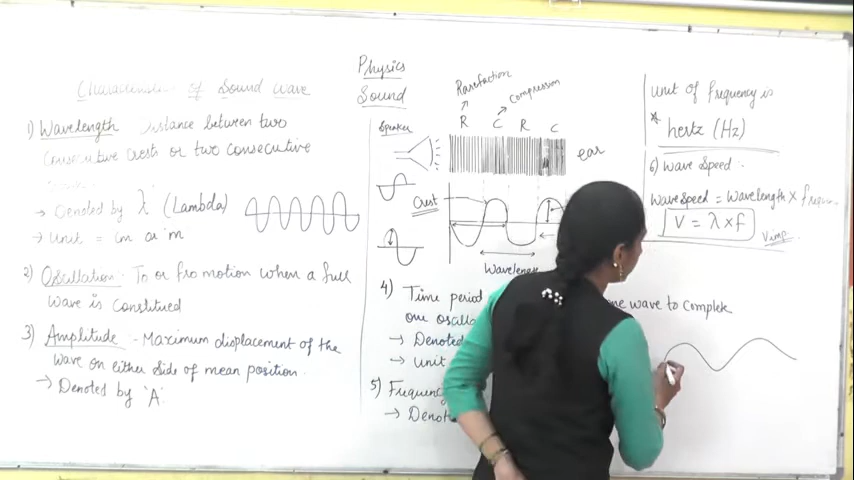 Physics
Sound
Characteristics of Sound Wave
1) Wavelength Distance between two
Consecutive crests or two consecutive
→ Denoted by λ (Lambda)
→ Unit = cm or m
2) Oscillation - To or fro motion when a full
wave is constitued
3) Amplitude - Maximum displacement of the
wave on either side of mean position.
→ Denoted by 'A'
Speaker
Rarefaction
Compression
R C R C
ear
Crest
Wavelength
4) Time period
one wave to complete
one oscilla
→ Denoted
→ Unit
5) Frequency
→ Denot
Unit of frequency is
* hertz (Hz)
6) Wave Speed -
Wave Speed = Wavelength ×
V = λ × f
V.imp.